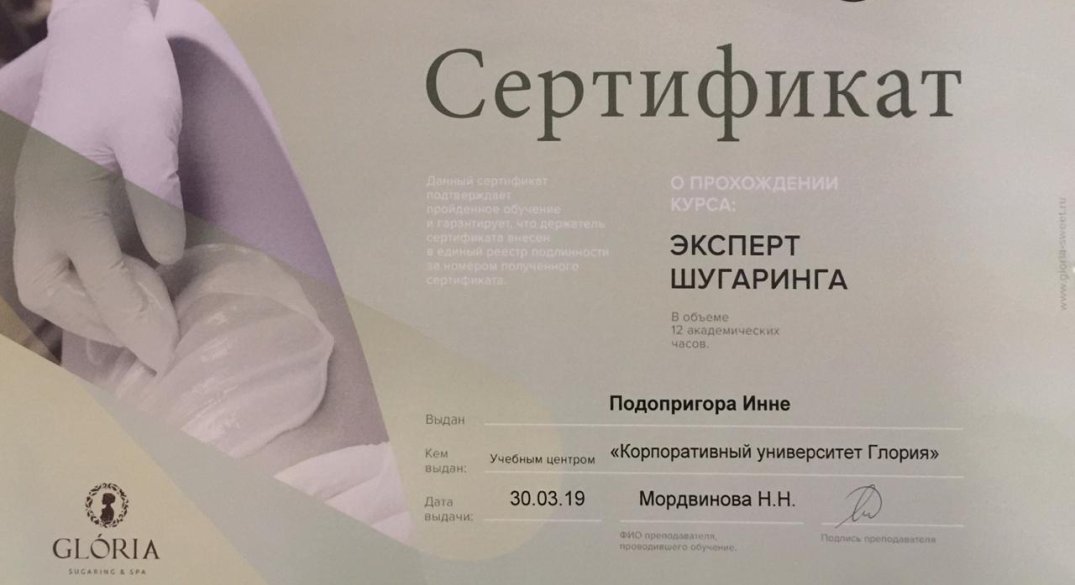 Сертификат
Данный сертификат
подтверждает
пройденное обучение
и гарантирует, что держатель
сертификата внесен
в единый реестр подлинности
за номером полученного
сертификата.
О ПРОХОЖДЕНИИ
КУРСА:
ЭКСПЕРТ
ШУГАРИНГА
В объеме
12 академических
часов.
www.gloria-sweet.ru
Выдан
Подопригора Инне
Кем
выдан:
Учебным центром «Корпоративный университет Глория»
Дата
выдачи:
30.03.19
Мордвинова Н.Н.
ФИО преподавателя,
проводившего обучение.
Подпись преподавателя
GLÓRIA
SUGARING & SPA